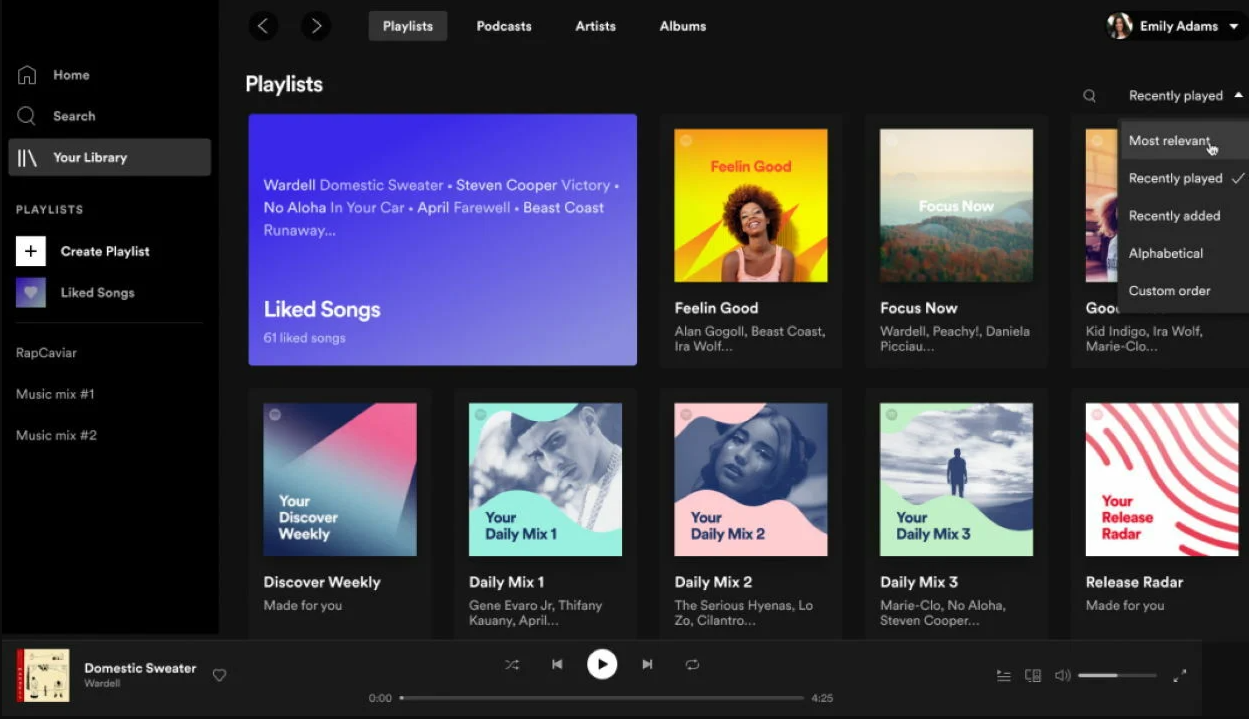 Playlists
Podcasts
Artists
Albums
Emily Adams
Home
Search
Your Library
PLAYLISTS
Create Playlist
Liked Songs
RapCaviar
Music mix #1
Music mix #2
Playlists
Recently played
Most relevant
Recently played
Recently added
Alphabetical
Custom order
Wardell Domestic Sweater • Steven Cooper Victory •
No Aloha In Your Car • April Farewell • Beast Coast
Runaway...
Liked Songs
61 liked songs
Feelin Good
Feelin Good
Alan Gogoll, Beast Coast,
Ira Wolf...
Focus Now
Focus Now
Wardell, Peachy!, Daniela
Picciau...
Kid Indigo, Ira Wolf,
Marie-Clo...
Your
Discover
Weekly
Discover Weekly
Made for you
Your
Daily Mix 1
Daily Mix 1
Gene Evaro Jr, Thifany
Kauany, April...
Your
Daily Mix 2
Daily Mix 2
The Serious Hyenas, Lo
Zo, Cilantro...
Your
Daily Mix 3
Daily Mix 3
Marie-Clo, No Aloha,
Steven Cooper...
Your
Release
Radar
Release Radar
Made for you
Domestic Sweater
Wardell
0:00
4:25